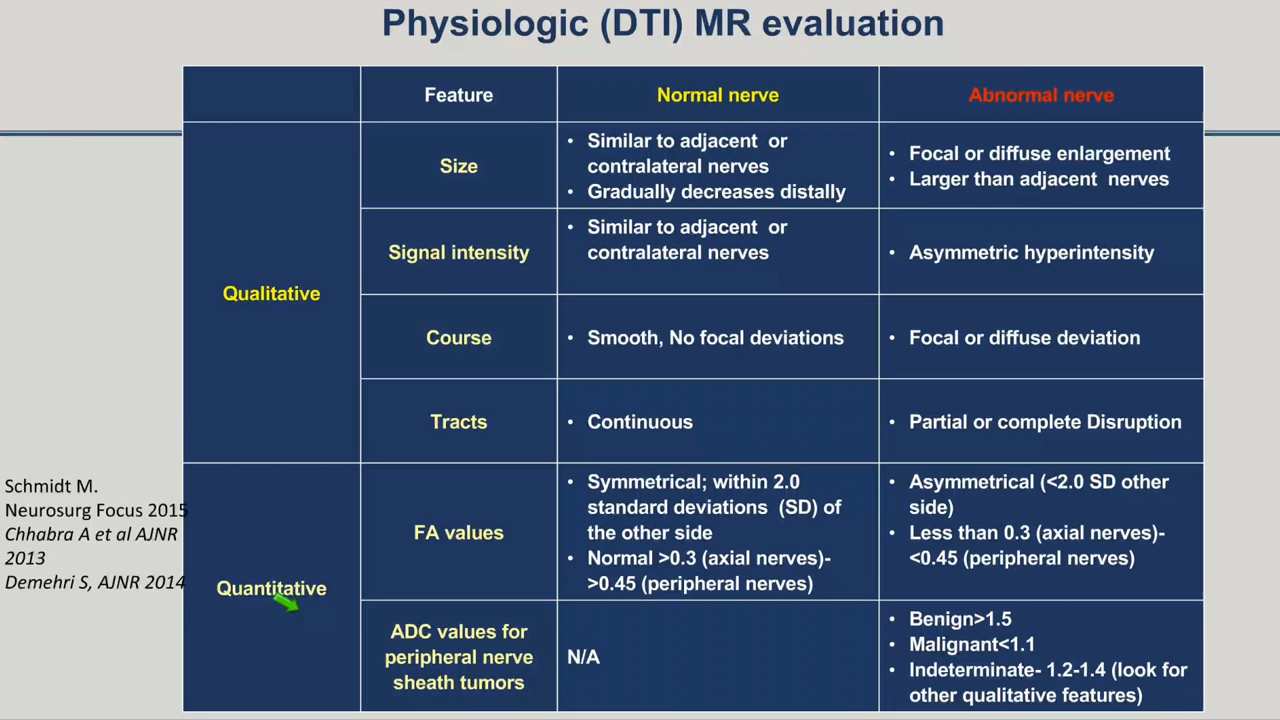 Physiologic (DTI) MR evaluation
Feature
Normal nerve
Abnormal nerve
Qualitative
Size
• Similar to adjacent or
contralateral nerves
• Gradually decreases distally
• Focal or diffuse enlargement
• Larger than adjacent nerves
Signal intensity
• Similar to adjacent or
contralateral nerves
• Asymmetric hyperintensity
Course
• Smooth, No focal deviations
• Focal or diffuse deviation
Tracts
• Continuous
• Partial or complete Disruption
Quantitative
FA values
• Symmetrical; within 2.0
standard deviations (SD) of
the other side
• Normal >0.3 (axial nerves)-
>0.45 (peripheral nerves)
• Asymmetrical (<2.0 SD other
side)
• Less than 0.3 (axial nerves)-
<0.45 (peripheral nerves)
ADC values for
peripheral nerve
sheath tumors
N/A
• Benign>1.5
• Malignant<1.1
• Indeterminate- 1.2-1.4 (look for
other qualitative features)
Schmidt M.
Neurosurg Focus 2015
Chhabra A et al AJNR
2013
Demehri S, AJNR 2014